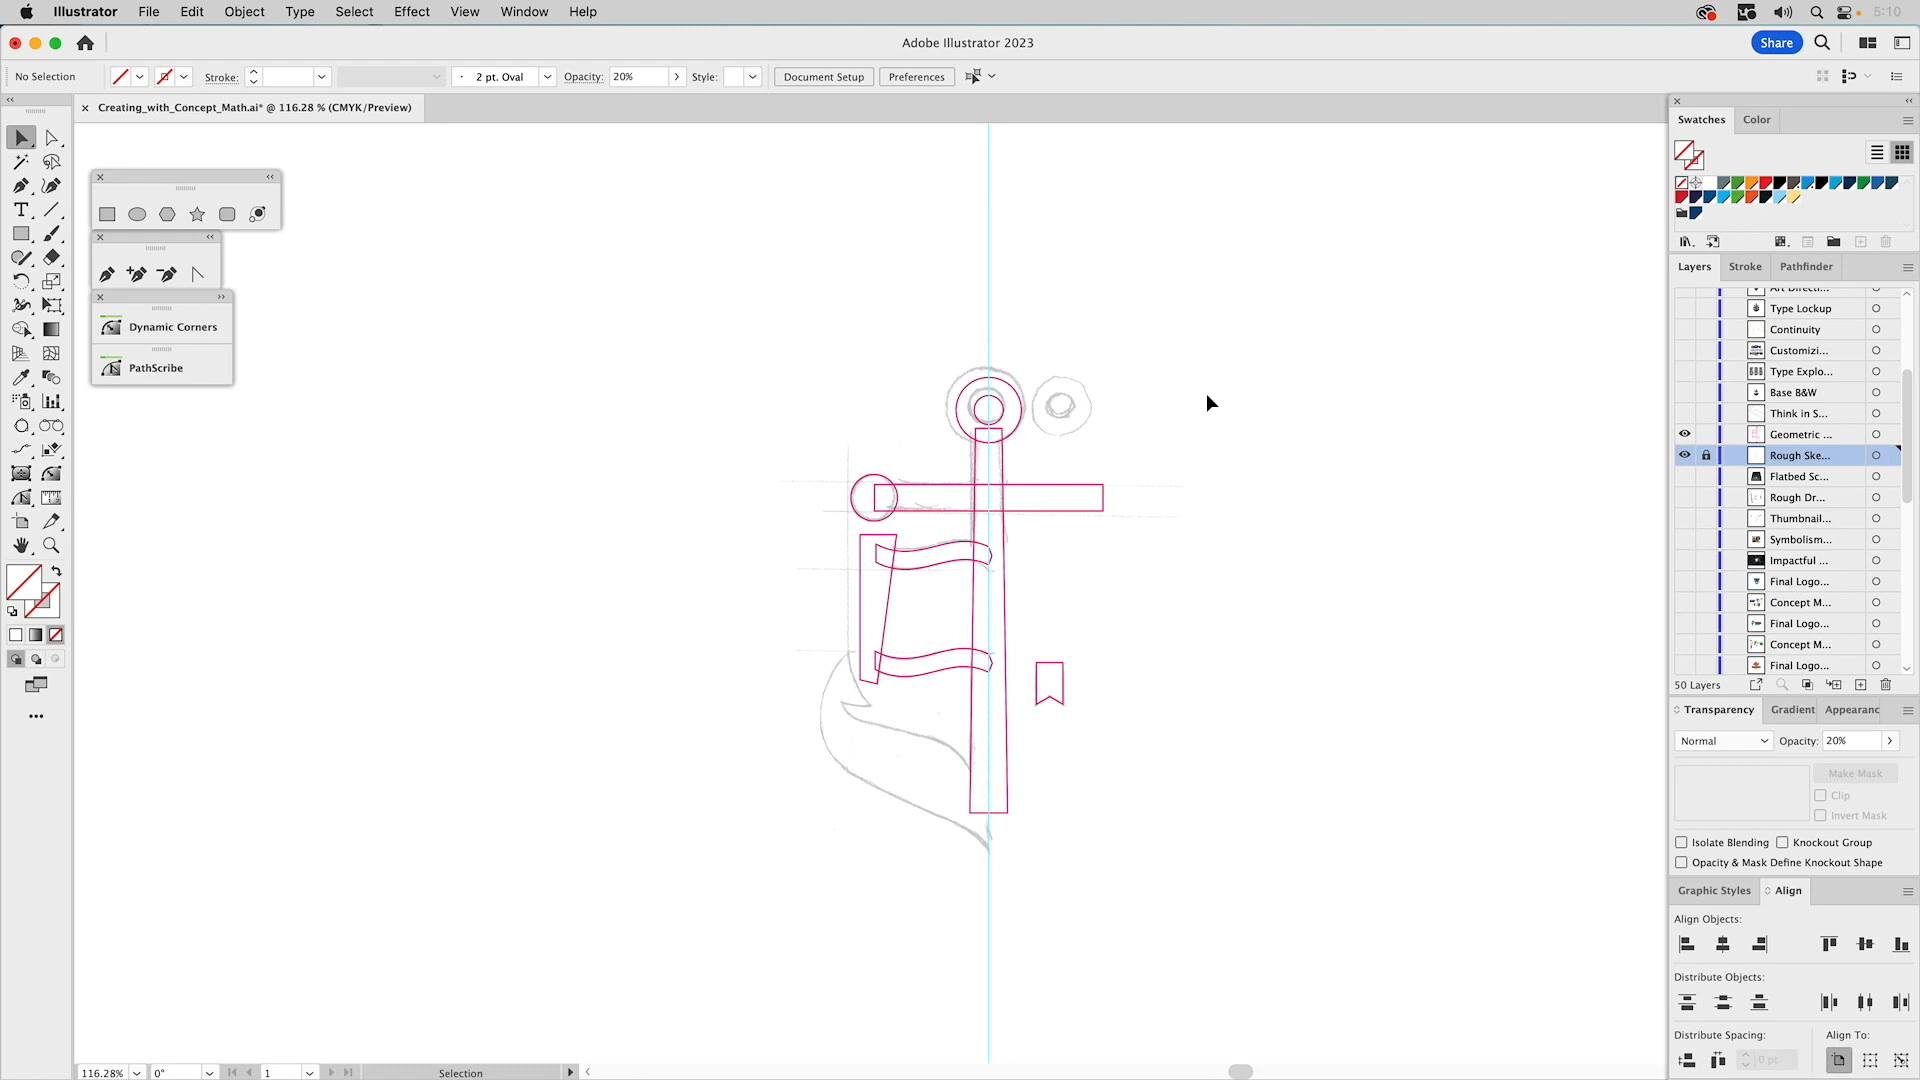 Illustrator File Edit Object Type Select Effect View Window Help 5:10
Adobe Illustrator 2023 Share
No Selection Stroke: 2 pt. Oval Opacity: 20% Style: Document Setup Preferences
× Creating_with_Concept_Math.ai* @ 116.28 % (CMYK/Preview)
Dynamic Corners
PathScribe
Swatches Color
Layers Stroke Pathfinder
Type Lockup
Continuity
Customizi...
Type Explo...
Base B&W
Think in S...
Geometric ...
Rough Ske...
Flatbed Sc...
Rough Dr...
Thumbnail...
Symbolism...
Impactful ...
Final Logo...
Concept M...
Final Logo...
Concept M...
Final Logo...
50 Layers
Transparency Gradient Appearanc
Normal Opacity: 20%
Make Mask
Clip
Invert Mask
Isolate Blending Knockout Group
Opacity & Mask Define Knockout Shape
Graphic Styles Align
Align Objects:
Distribute Objects:
Distribute Spacing: Align To:
0 pt
116.28% 0° 1 Selection